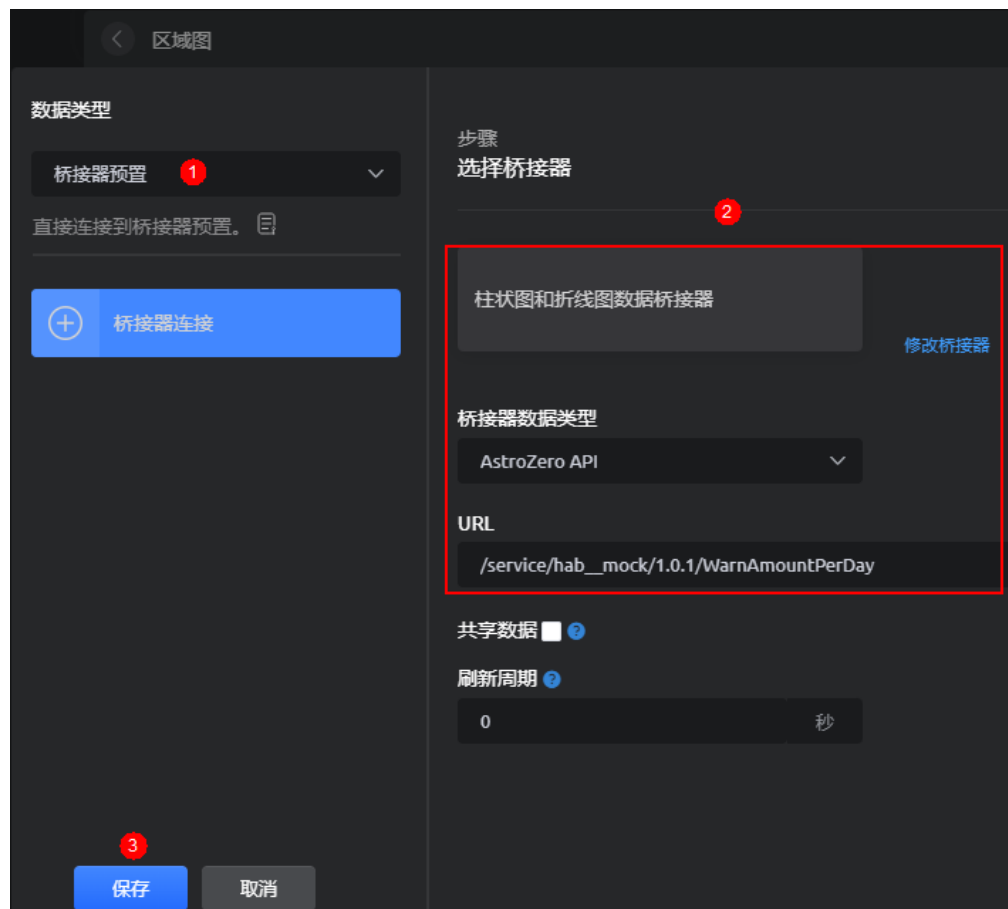 区域图
数据类型
桥接器预置 1
直接连接到桥接器预置。
桥接器连接
步骤
选择桥接器
2
柱状图和折线图数据桥接器
修改桥接器
桥接器数据类型
AstroZero API
URL
/service/hab__mock/1.0.1/WarnAmountPerDay
共享数据 ?
刷新周期 ?
0 秒
3
保存 取消